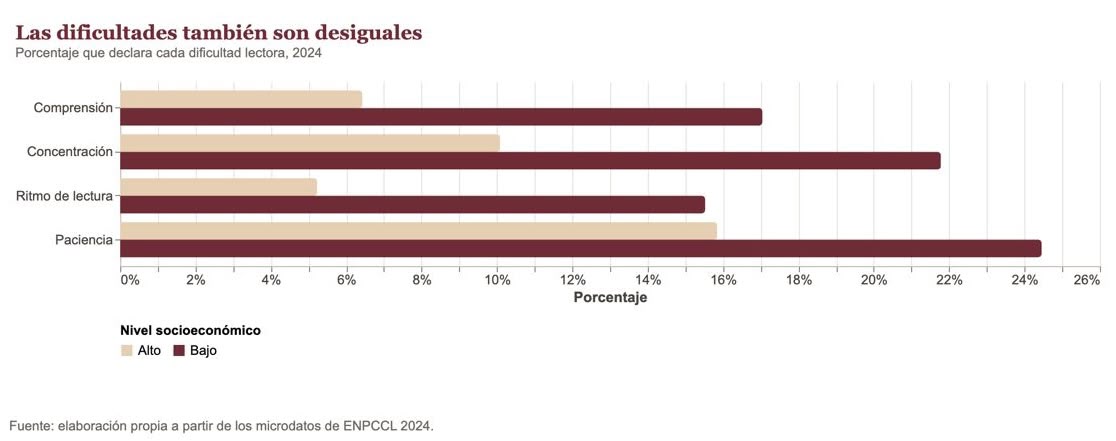 Las dificultades también son desiguales
Porcentaje que declara cada dificultad lectora, 2024
Comprensión
Concentración
Ritmo de lectura
Paciencia
0% 2% 4% 6% 8% 10% 12% 14% 16% 18% 20% 22% 24% 26%
Porcentaje
Nivel socioeconómico
Alto Bajo
Fuente: elaboración propia a partir de los microdatos de ENPCCL 2024.